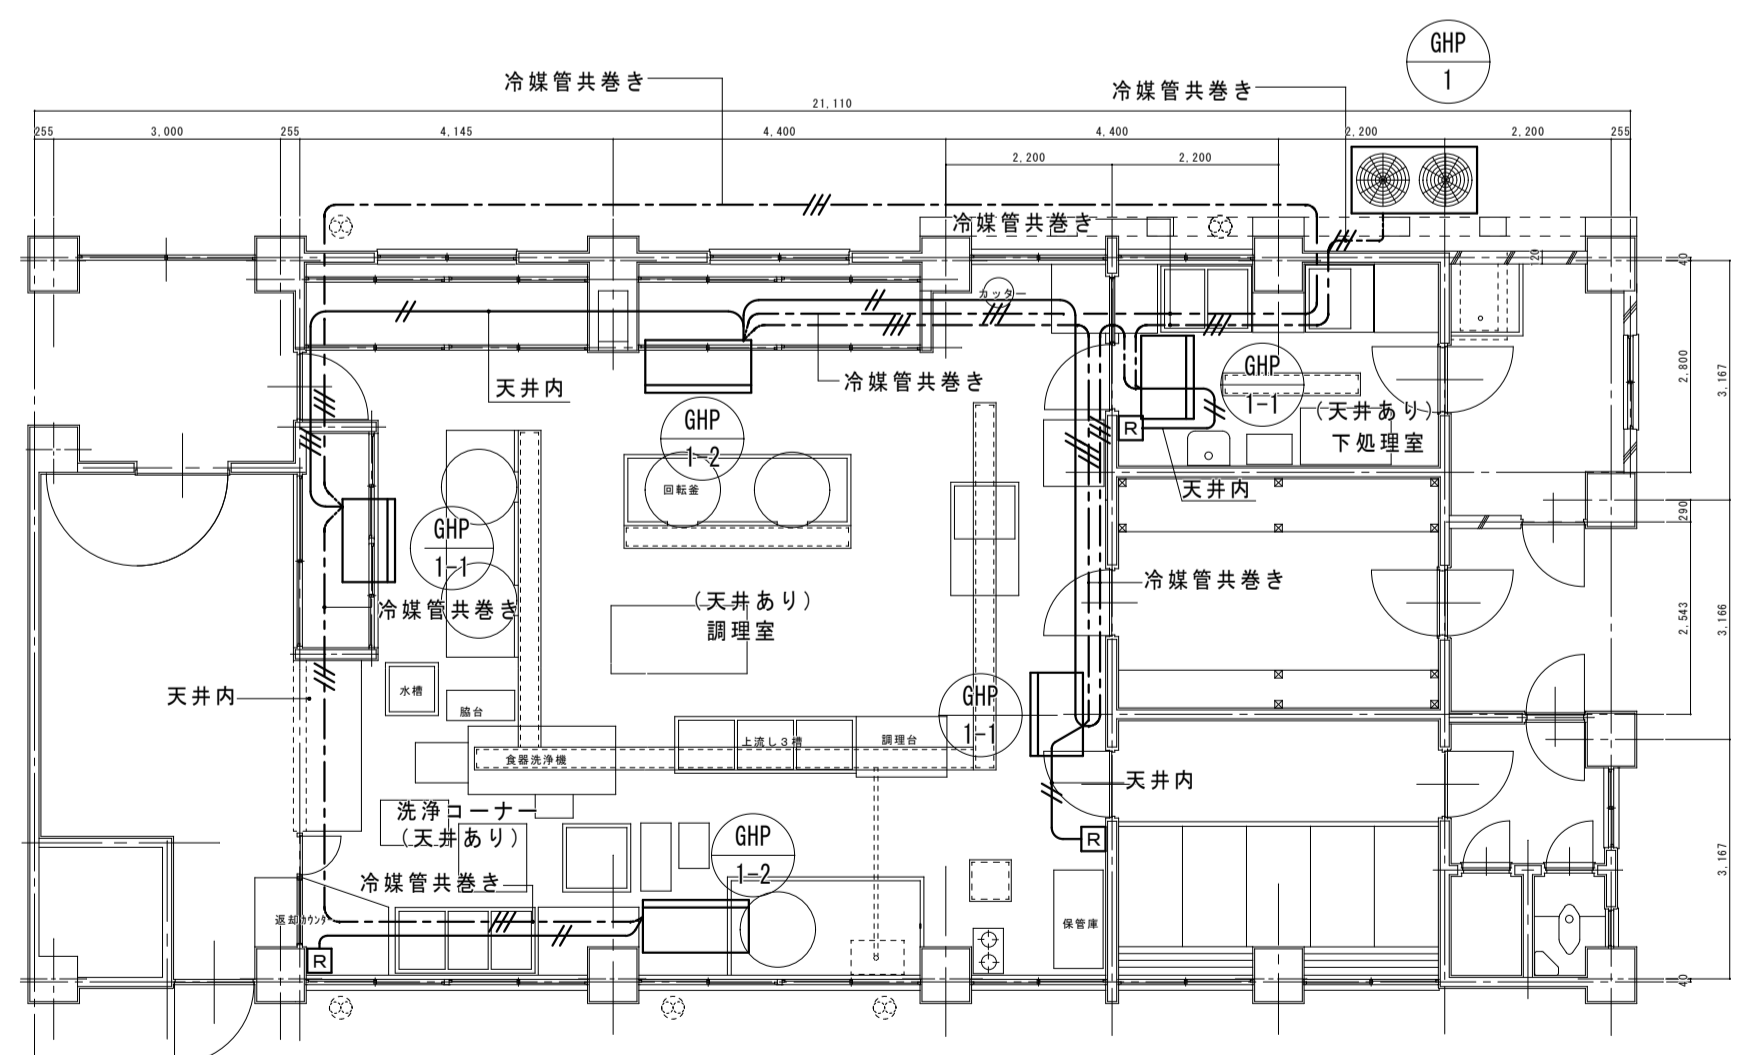 GHP
1
冷媒管共巻き
冷媒管共巻き
21,110
255
3,000
255
4,145
4,400
4,400
2,200
2,200
255
2,200
2,200
冷媒管共巻き
カッター
120
40
天井内
冷媒管共巻き
GHP
1-1
(天井あり)
下処理室
R
2,800
3,167
GHP
1-2
回転釜
天井内
290
GHP
1-1
冷媒管共巻き
冷媒管共巻き
(天井あり)
調理室
2,543
3,166
天井内
水槽
脇台
GHP
1-1
上流し3槽
調理台
食器洗浄機
天井内
洗浄コーナー
(天井あり)
GHP
1-2
R
3,167
冷媒管共巻き
返却カウンター
保管庫
R
40